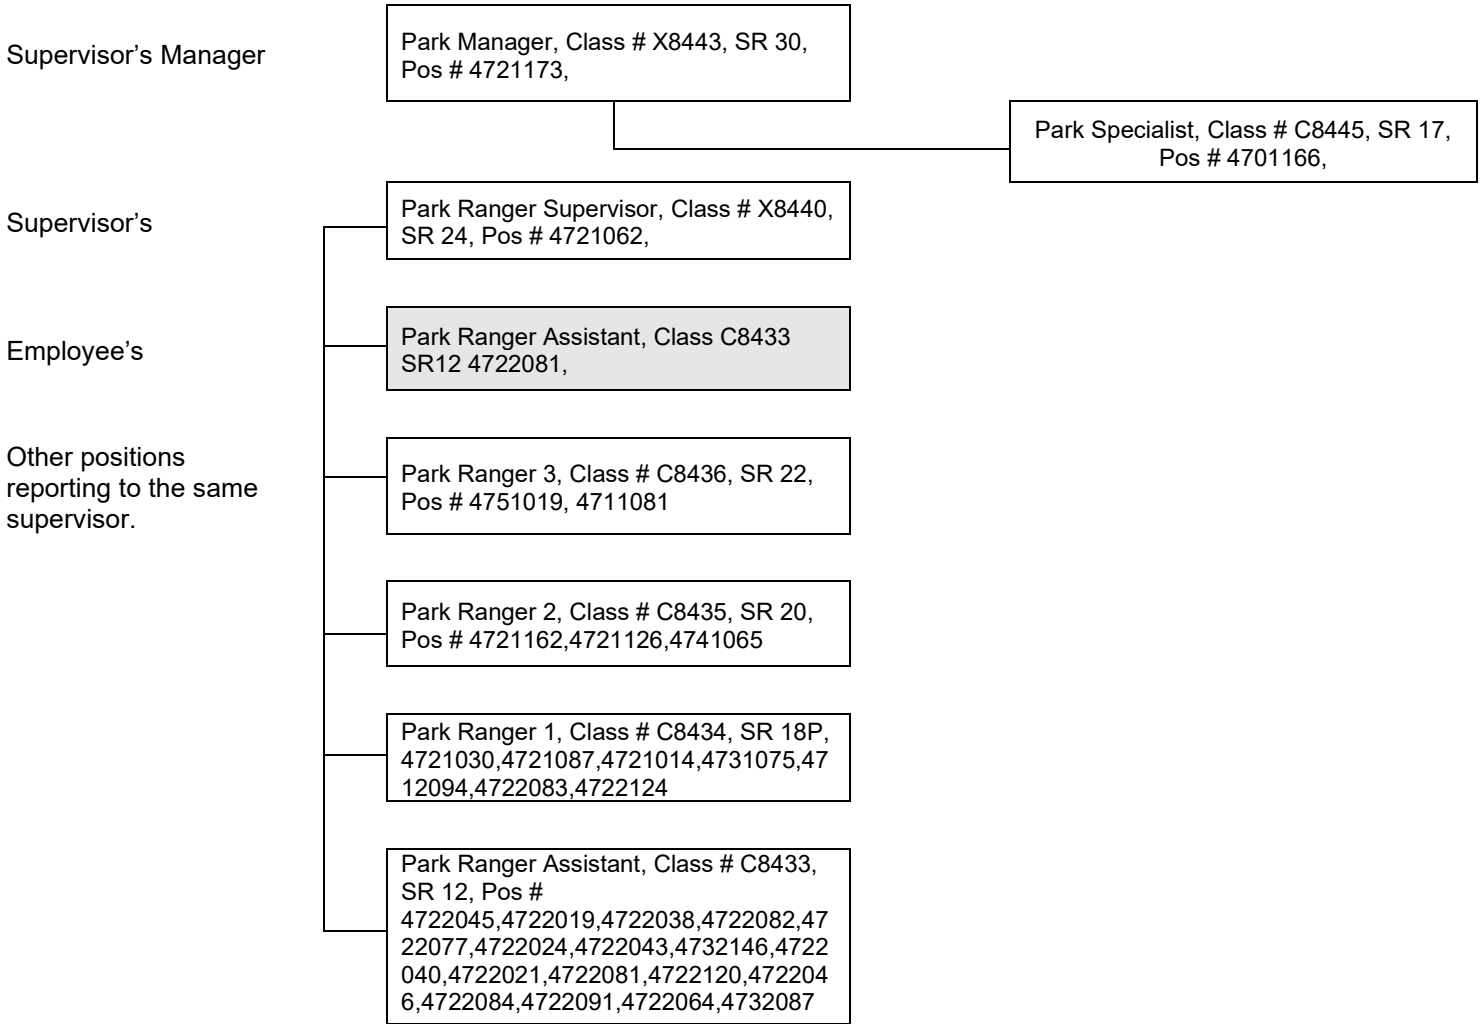 Supervisor’s Manager
Park Manager, Class # X8443, SR 30,
Pos # 4721173,
Park Specialist, Class # C8445, SR 17,
Pos # 4701166,
Supervisor’s
Park Ranger Supervisor, Class # X8440,
SR 24, Pos # 4721062,
Employee’s
Park Ranger Assistant, Class C8433
SR12 4722081,
Other positions
reporting to the same
supervisor.
Park Ranger 3, Class # C8436, SR 22,
Pos # 4751019, 4711081
Park Ranger 2, Class # C8435, SR 20,
Pos # 4721162,4721126,4741065
Park Ranger 1, Class # C8434, SR 18P,
4721030,4721087,4721014,4731075,47
12094,4722083,4722124
Park Ranger Assistant, Class # C8433,
SR 12, Pos #
4722045,4722019,4722038,4722082,47
22077,4722024,4722043,4732146,4722
040,4722021,4722081,4722120,472204
6,4722084,4722091,4722064,4732087